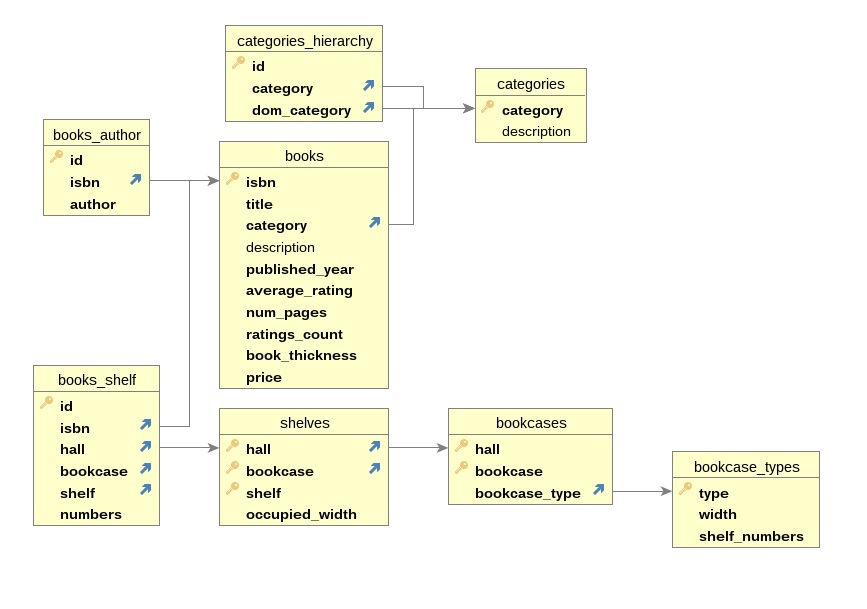 categories_hierarchy
id
category
dom_category
categories
category
description
books_author
id
isbn
author
books
isbn
title
category
description
published_year
average_rating
num_pages
ratings_count
book_thickness
price
books_shelf
id
isbn
hall
bookcase
shelf
numbers
shelves
hall
bookcase
shelf
occupied_width
bookcases
hall
bookcase
bookcase_type
bookcase_types
type
width
shelf_numbers